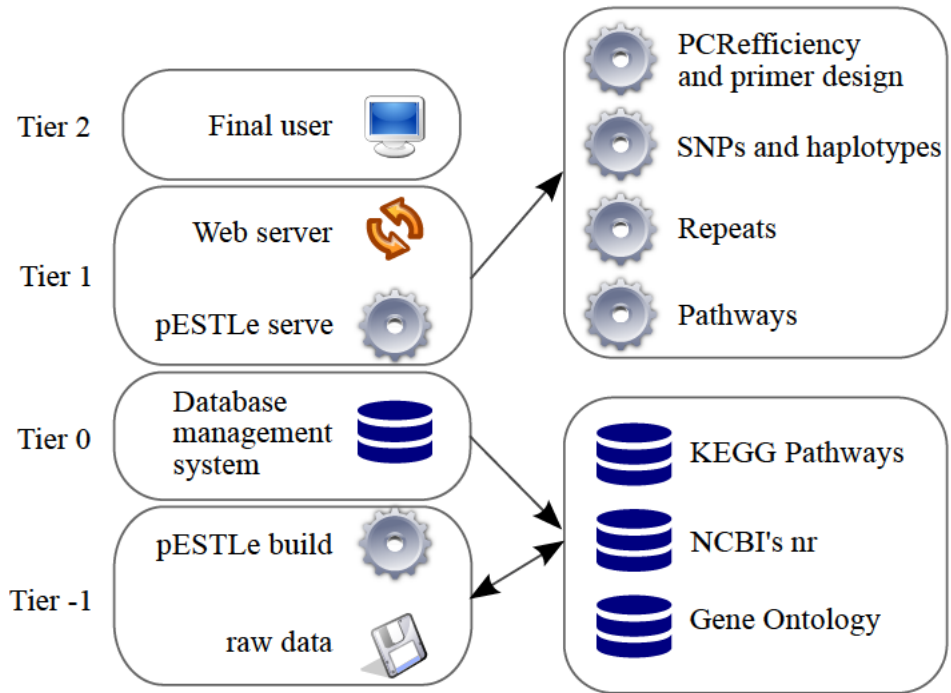 Tier 2
Final user
Tier 1
Web server
pESTLe serve
Tier 0
Database
management
system
Tier -1
pESTLe build
raw data
PCRefficiency
and primer design
SNPs and haplotypes
Repeats
Pathways
KEGG Pathways
NCBI's nr
Gene Ontology